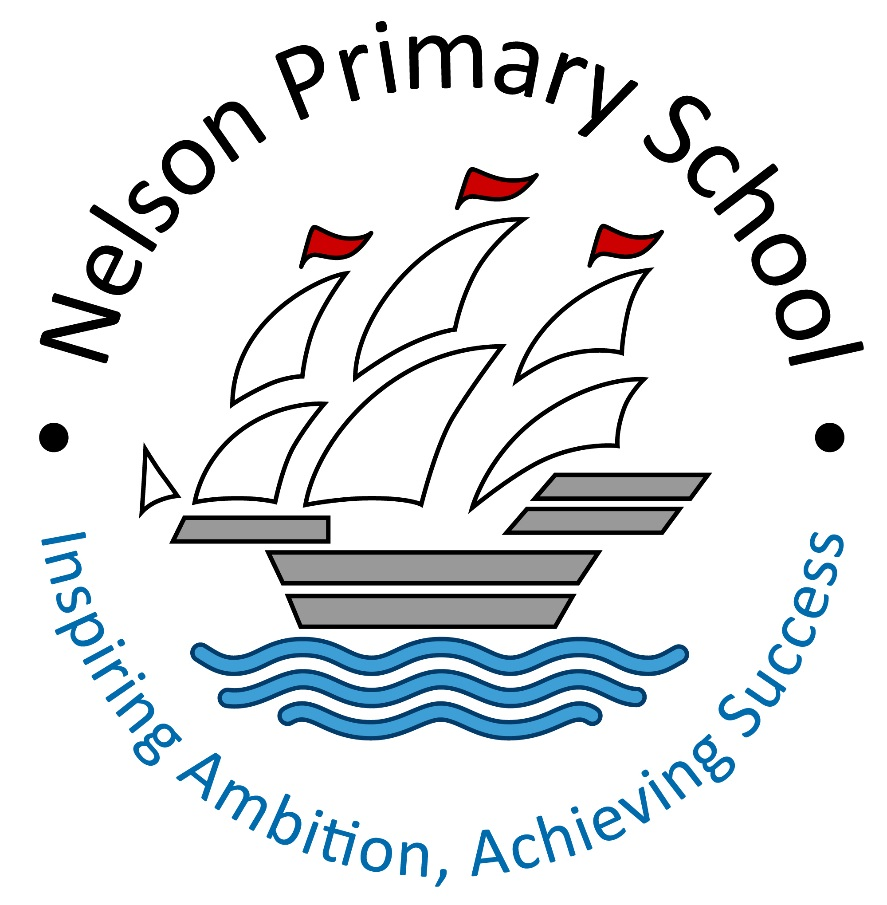 Nelson Primary School
Inspiring Ambition, Achieving Success